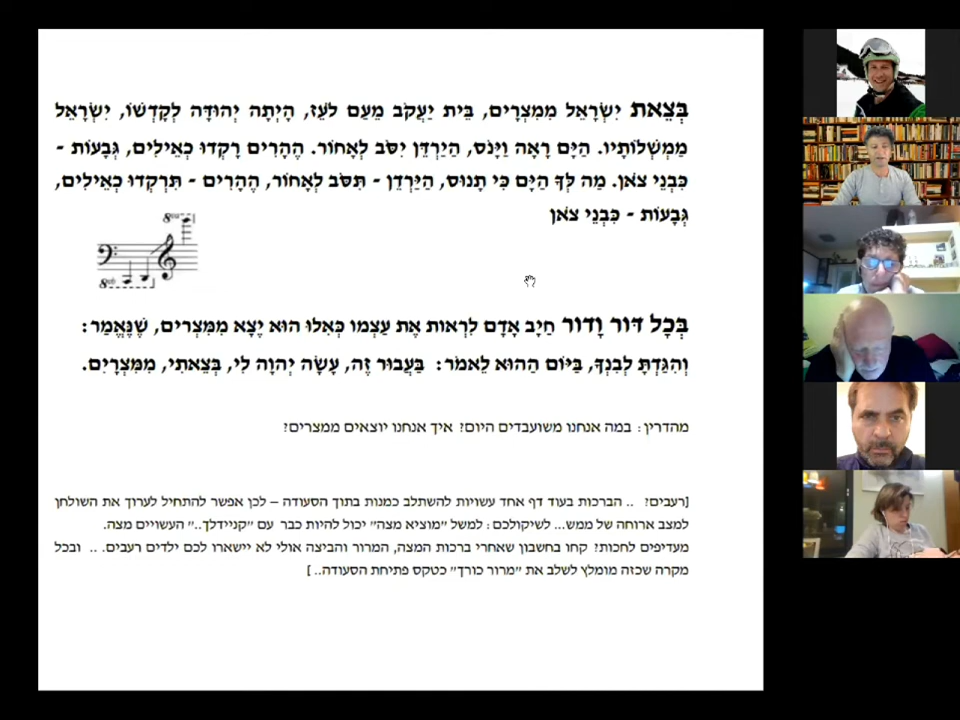 בְּצֵאת יִשְׂרָאֵל מִמִּצְרַיִם, בֵּית יַעֲקֹב מֵעַם לֹעֵז, הָיְתָה יְהוּדָּה לְקָדְשׁוֹ, יִשְׂרָאֵל
מַמְשְׁלוֹתָיו. הַיָּם רָאָה וַיָּנֹס, הַיַּרְדֵּן יִסֹּב לְאָחוֹר. הֶהָרִים רָקְדוּ כְאֵילִים, גְּבָעוֹת -
כִּבְנֵי צֹאן. מַה לְּךָ הַיָּם כִּי תָנוּס, הַיַּרְדֵן - תִּסֹּב לְאָחוֹר, הֶהָרִים - תִּרְקְדוּ כְאֵילִים,
גְּבָעוֹת - כִּבְנֵי צֹאן
8va
8vb
בְּכָל דּוֹר וָדוֹר חַיָּב אָדָם לִרְאוֹת אֶת עַצְמוֹ כְּאִלּוּ הוּא יָצָא מִמִּצְרִים, שֶׁנֶּאֱמַר:
וְהִגַּדְתָּ לְבִנְךָ, בַּיּוֹם הַהוּא לֵאמֹר: בַּעֲבוּר זֶה, עָשָׂה יְהוָה לִי, בְּצֵאתִי, מִמִּצְרָיִם.
מהדרין: במה אנחנו משועבדים היום? איך אנחנו יוצאים ממצרים?
[רעבים? .. הברכות בעוד דף אחד עשויות להשתלב כמנות בתוך הסעודה – לכן אפשר להתחיל לערוך את השולחן
למצב ארוחה של ממש... לשיקולכם: למשל "מוציא מצה" יכול להיות כבר עם "קניידלך.." העשויים מצה.
מעדיפים לחכות? קחו בחשבון שאחרי ברכות המצה, המרור והביצה אולי לא יישארו לכם ילדים רעבים. .. ובכל
מקרה שכזה מומלץ לשלב את "מרור כורך" כטקס פתיחת הסעודה.. ]